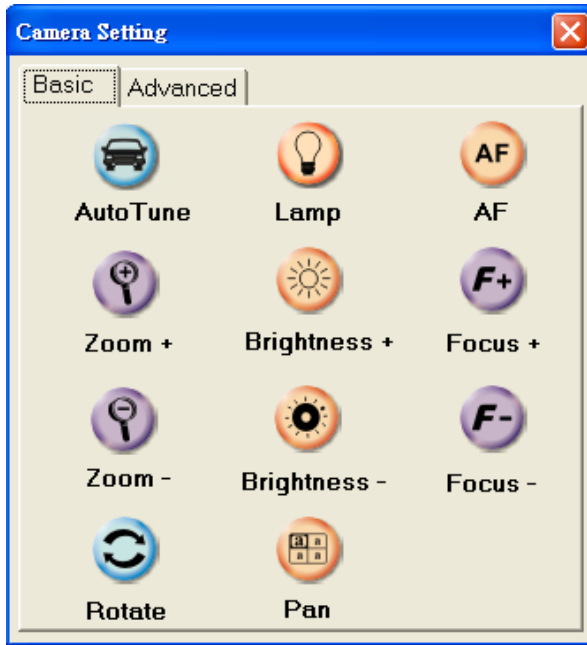 Camera Setting
Basic Advanced
AF
AutoTune Lamp AF
F+
Zoom + Brightness + Focus +
F-
Zoom - Brightness - Focus -
a a
a a
Rotate Pan